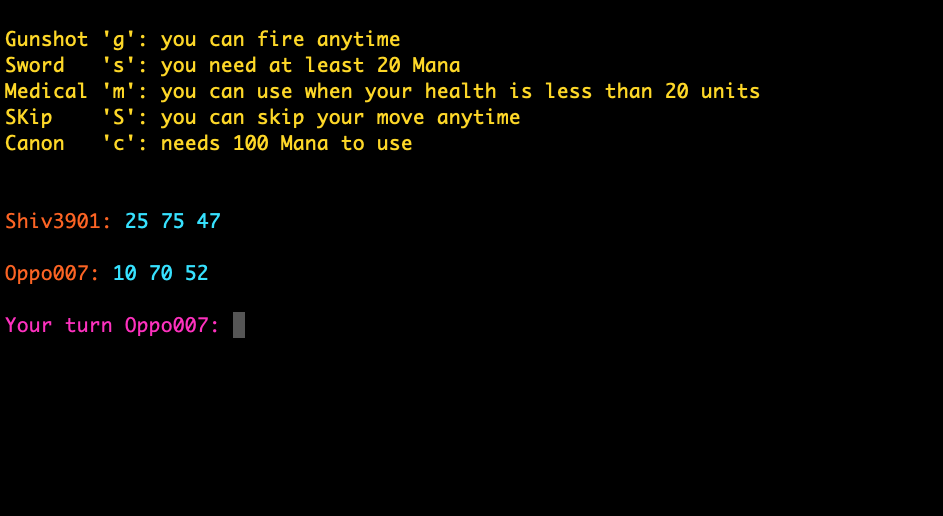 Gunshot 'g': you can fire anytime
Sword   's': you need at least 20 Mana
Medical 'm': you can use when your health is less than 20 units
SKip    'S': you can skip your move anytime
Canon   'c': needs 100 Mana to use
Shiv3901: 25 75 47
Oppo007: 10 70 52
Your turn Oppo007: